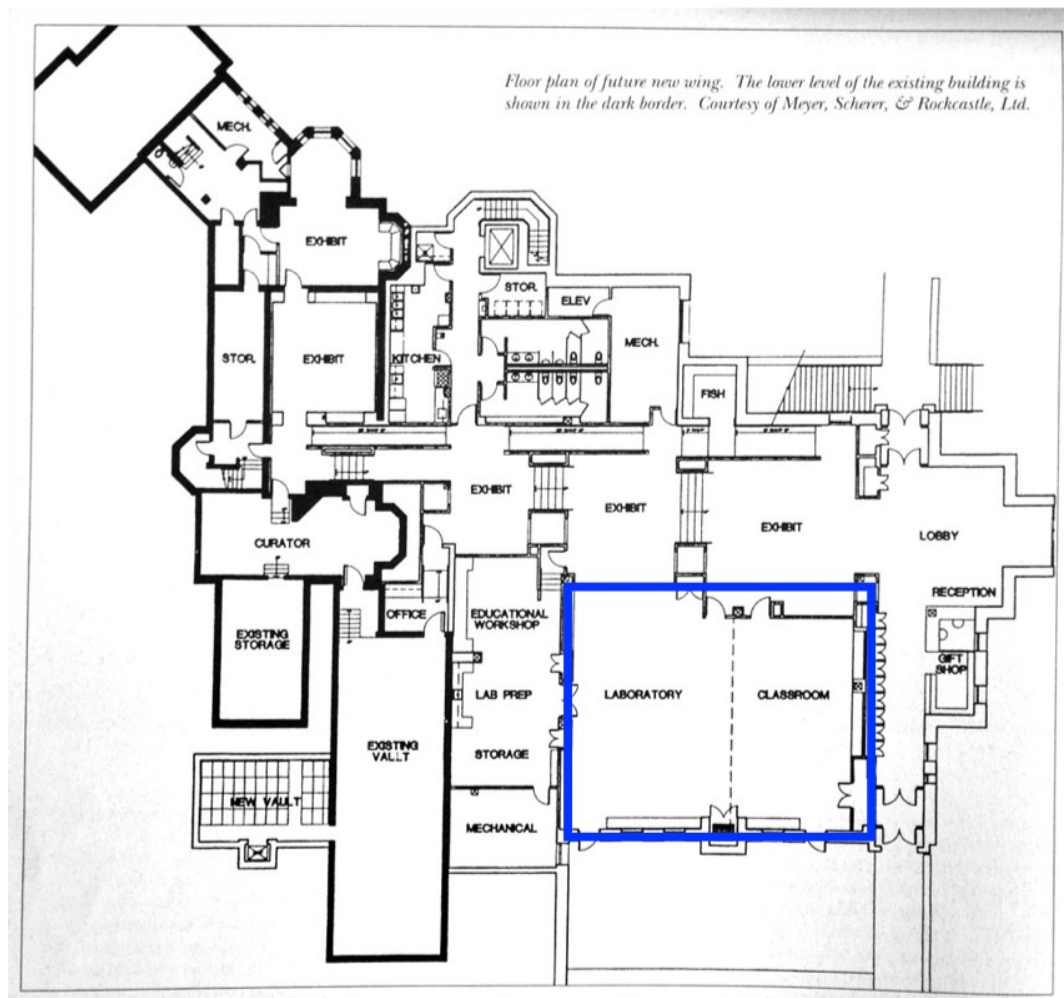 Floor plan of future new wing. The lower level of the existing building is
shown in the dark border. Courtesy of Meyer, Scherer, & Rockcastle, Ltd.
MECH.
EXHIBIT
STOR.
ELEV
MECH.
STOR.
EXHIBIT
KITCHEN
FISH
EXHIBIT
EXHIBIT
EXHIBIT
LOBBY
CURATOR
RECEPTION
OFFICE
EDUCATIONAL
WORKSHOP
EXISTING
STORAGE
GIFT
SHOP
LAB PREP
LABORATORY
CLASSROOM
EXISTING
VAULT
STORAGE
NEW VAULT
MECHANICAL